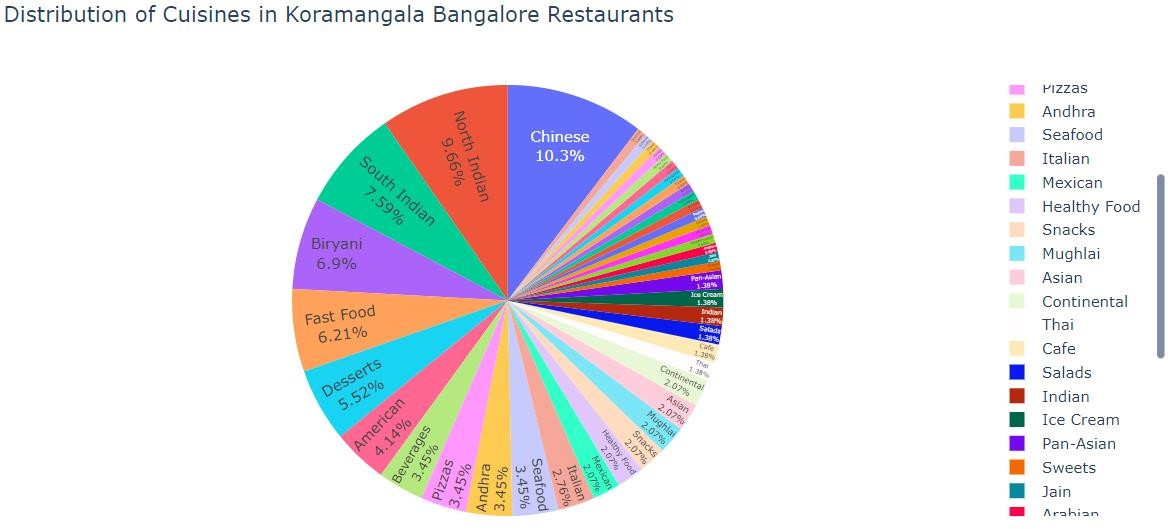 Distribution of Cuisines in Koramangala Bangalore Restaurants
Chinese
10.3%
North Indian
9.66%
South Indian
7.59%
Biryani
6.9%
Fast Food
6.21%
Desserts
5.52%
American
4.14%
Beverages
3.45%
Pizzas
3.45%
Andhra
3.45%
Seafood
3.45%
Italian
2.76%
Mexican
2.07%
Healthy Food
2.07%
Snacks
2.07%
Mughlai
2.07%
Asian
2.07%
Continental
2.07%
Thai
1.38%
Cafe
1.38%
Salads
1.38%
Indian
1.38%
Ice Cream
1.38%
Pan-Asian
1.38%
Pizzas
Andhra
Seafood
Italian
Mexican
Healthy Food
Snacks
Mughlai
Asian
Continental
Thai
Cafe
Salads
Indian
Ice Cream
Pan-Asian
Sweets
Jain
Arabian